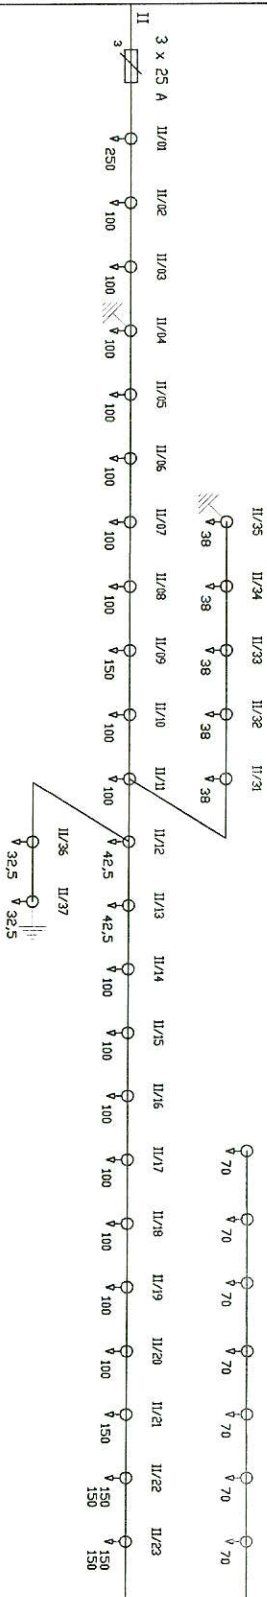 II
3 x 25 A
3
II/01
II/02
II/03
II/04
II/05
II/06
II/07
II/08
II/09
II/10
II/11
II/12
II/13
II/14
II/15
II/16
II/17
II/18
II/19
II/20
II/21
II/22
II/23
250
100
100
100
100
100
100
100
150
100
100
42,5
42,5
100
100
100
100
100
100
100
150
150
150
150
150
II/35
II/34
II/33
II/32
II/31
38
38
38
38
38
II/36
II/37
32,5
32,5
70
70
70
70
70
70
70